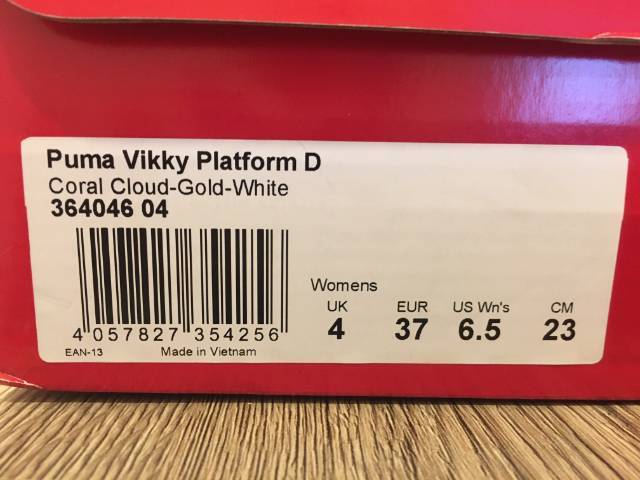 Puma Vikky Platform D
Coral Cloud-Gold-White
364046 04
4 057827 354256
EAN-13 Made in Vietnam
Womens
UK EUR US Wn's CM
4 37 6.5 23